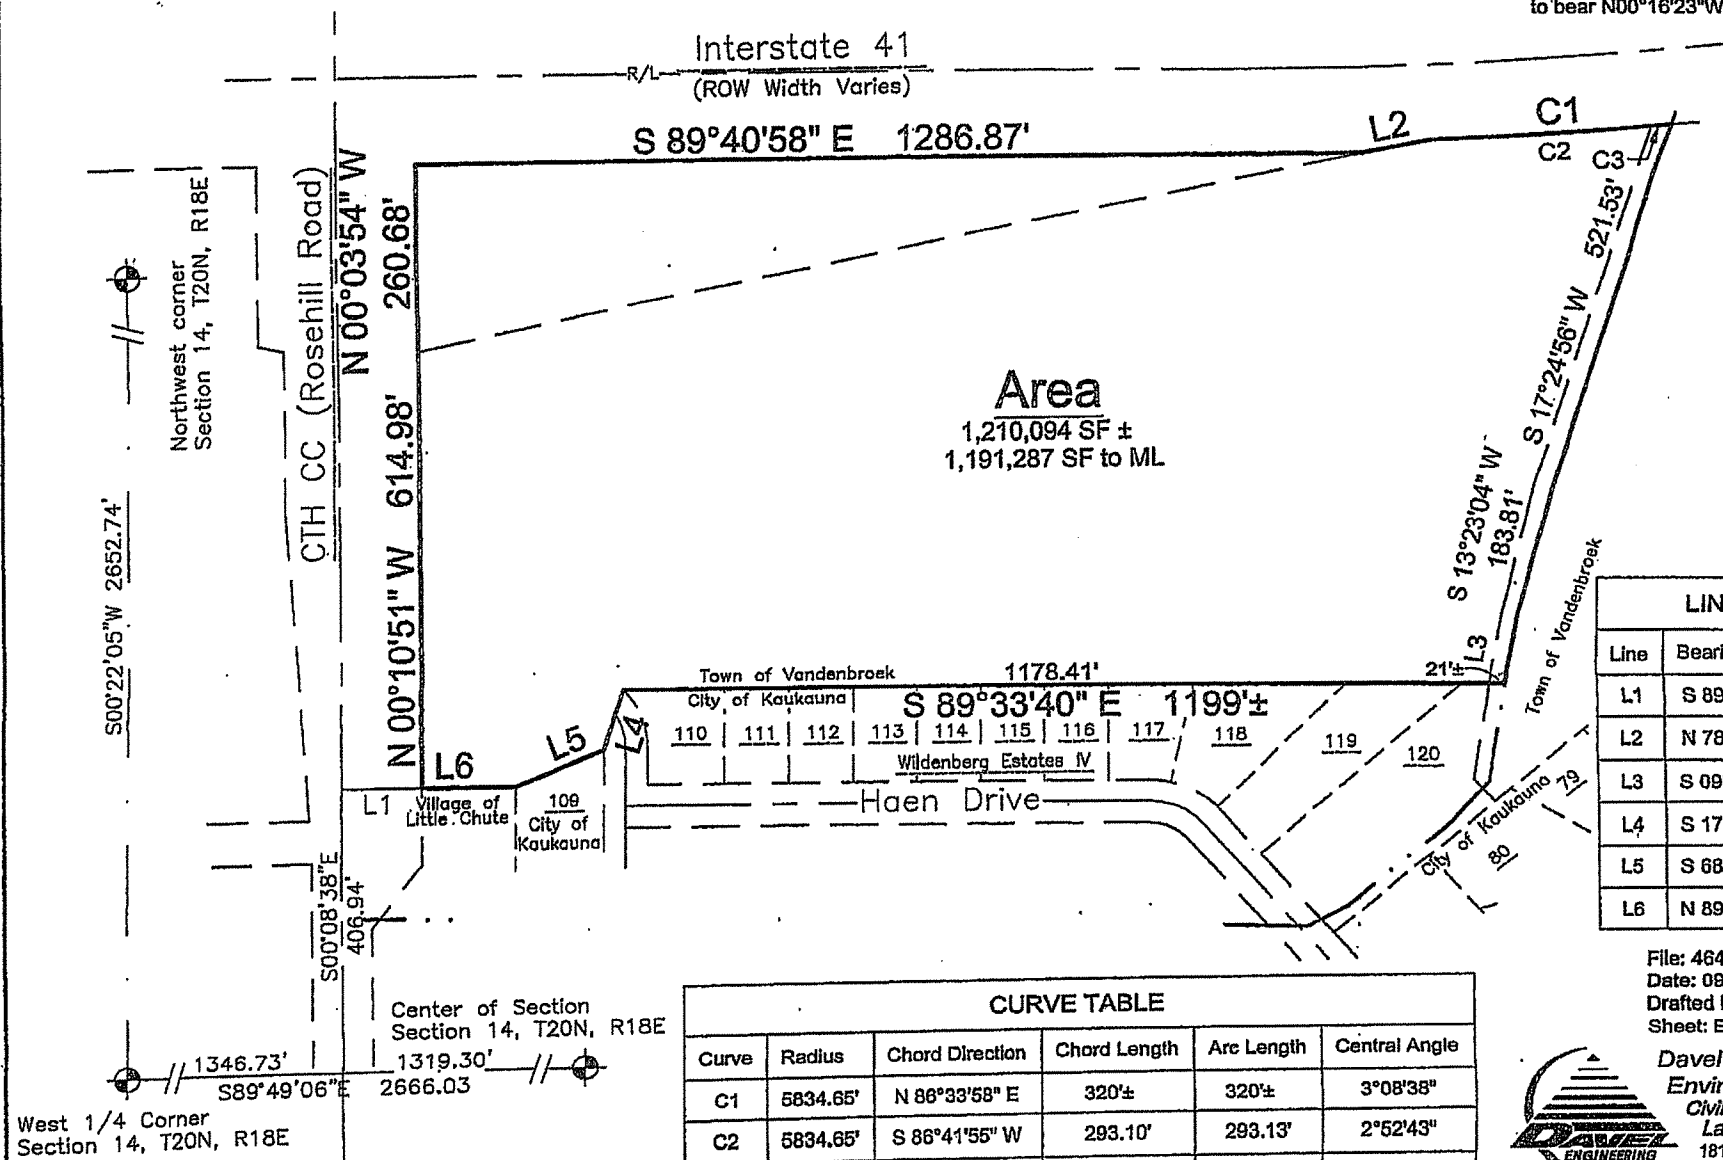 to bear N00°16'23"W
Interstate 41
R/L
(ROW Width Varies)
S 89°40'58" E 1286.87'
L2
C1
C2
C3
N 00°03'54" W
260.68'
CTH CC (Rosehill Road)
Northwest corner
Section 14, T20N, R18E
S00°22'05"W 2652.74'
N 00°10'51" W 614.98'
Area
1,210,094 SF ±
1,191,287 SF to ML
S 17°24'56" W 521.53'
S 13°23'04" W
183.81'
L3
21'±
Town of Vandenbroek
Town of Vandenbroek
1178.41'
City of Kaukauna
S 89°33'40" E 1199'±
110
111
112
113
114
115
116
117
118
119
120
Wildenberg Estates IV
Haen Drive
L4
L5
L6
L1
Village of
Little Chute
109
City of
Kaukauna
City of Kaukauna
79
80
S00°08'38"E
406.94'
Center of Section
Section 14, T20N, R18E
1346.73'
1319.30'
S89°49'06"E 2666.03
West 1/4 Corner
Section 14, T20N, R18E
LIN
Line Beari
L1 S 89
L2 N 78
L3 S 09
L4 S 17
L5 S 68
L6 N 89
File: 464
Date: 09
Drafted
Sheet: E
CURVE TABLE
Curve Radius Chord Direction Chord Length Arc Length Central Angle
C1 5834.65' N 86°33'58" E 320'± 320'± 3°08'38"
C2 5834.65' S 86°41'55" W 293.10' 293.13' 2°52'43"
Davel
Envir
Civi
La
181
DAVEL
ENGINEERING